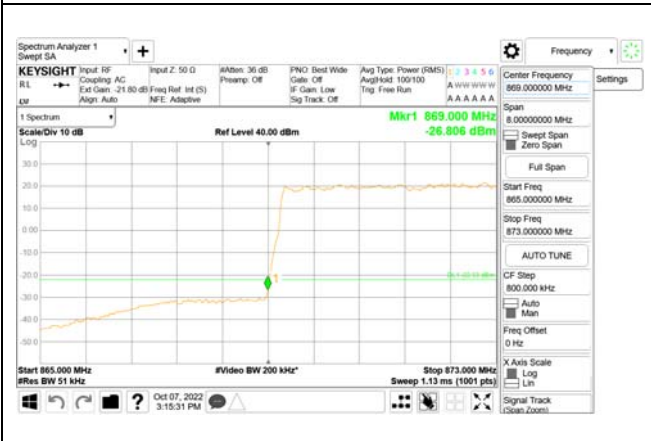 Spectrum Analyzer 1
Swept SA
+
Frequency
KEYSIGHT
RL
Input: RF
Coupling: AC
Ext Gain: -21.80 dB
Align: Auto
Input Z: 50 Ω
Freq Ref: Int (S)
NFE: Adaptive
#Atten: 36 dB
Preamp: Off
PNO: Best Wide
Gate: Off
IF Gain: Low
Sig Track: Off
Avg Type: Power (RMS)
Avg|Hold: 100/100
Trig: Free Run
1 2 3 4 5 6
A W W W W W
A A A A A A
1 Spectrum
Scale/Div 10 dB
Log
Ref Level 40.00 dBm
Mkr1 869.000 MHz
-26.806 dBm
30.0
20.0
10.0
0.00
-10.0
-20.0
-30.0
-40.0
-50.0
1
Start 865.000 MHz
#Res BW 51 kHz
#Video BW 200 kHz*
Stop 873.000 MHz
Sweep 1.13 ms (1001 pts)
?
Oct 07, 2022
3:15:31 PM
Center Frequency
869.000000 MHz
Settings
Span
8.00000000 MHz
Swept Span
Zero Span
Full Span
Start Freq
865.000000 MHz
Stop Freq
873.000000 MHz
AUTO TUNE
CF Step
800.000 kHz
Auto
Man
Freq Offset
0 Hz
X Axis Scale
Log
Lin
Signal Track
(Span Zoom)